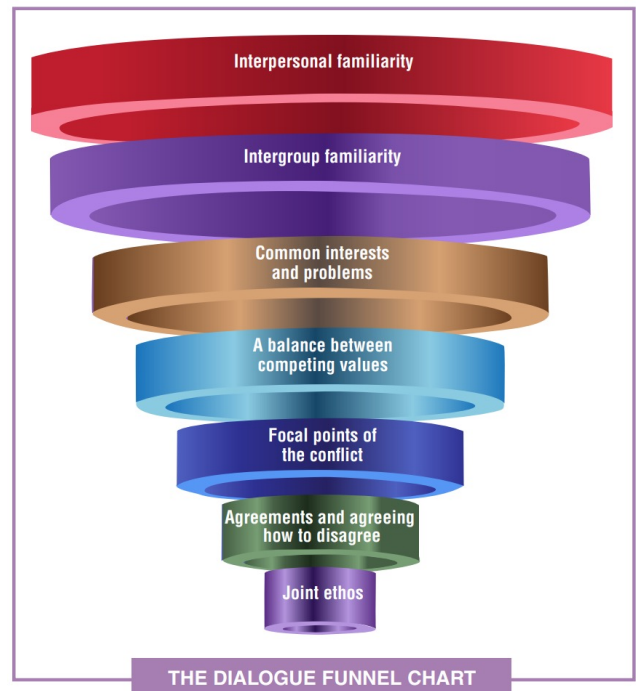 Interpersonal familiarity
Intergroup familiarity
Common interests
and problems
A balance between
competing values
Focal points of
the conflict
Agreements and agreeing
how to disagree
Joint ethos
THE DIALOGUE FUNNEL CHART